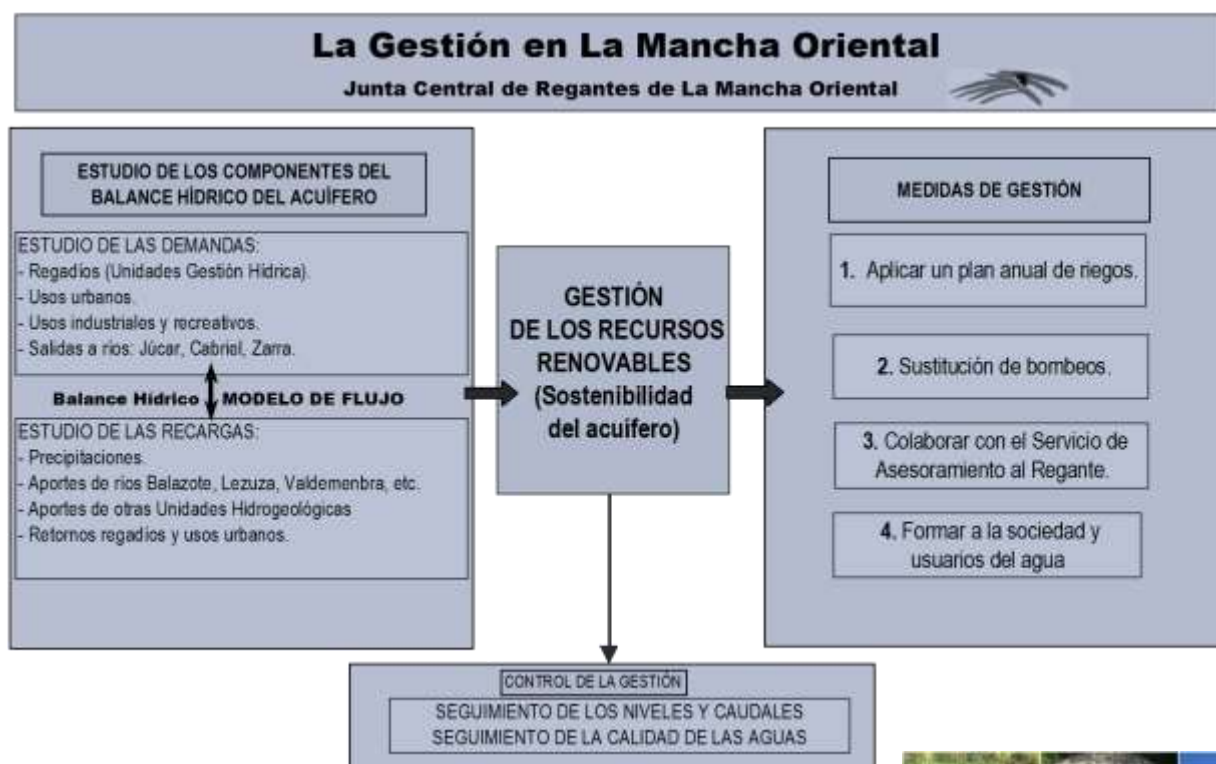 La Gestión en La Mancha Oriental
Junta Central de Regantes de La Mancha Oriental
ESTUDIO DE LOS COMPONENTES DEL
BALANCE HÍDRICO DEL ACUÍFERO
ESTUDIO DE LAS DEMANDAS:
- Regadíos (Unidades Gestión Hídrica).
- Usos urbanos.
- Usos industriales y recreativos.
- Salidas a ríos: Júcar, Cabriel, Zarra.
Balance Hídrico MODELO DE FLUJO
ESTUDIO DE LAS RECARGAS:
- Precipitaciones.
- Aportes de ríos Balazote, Lezuza, Valdemenbra, etc.
- Aportes de otras Unidades Hidrogeológicas
- Retornos regadíos y usos urbanos.
GESTIÓN
DE LOS RECURSOS
RENOVABLES
(Sostenibilidad
del acuífero)
MEDIDAS DE GESTIÓN
1. Aplicar un plan anual de riegos.
2. Sustitución de bombeos.
3. Colaborar con el Servicio de
Asesoramiento al Regante.
4. Formar a la sociedad y
usuarios del agua
CONTROL DE LA GESTIÓN
SEGUIMIENTO DE LOS NIVELES Y CAUDALES
SEGUIMIENTO DE LA CALIDAD DE LAS AGUAS